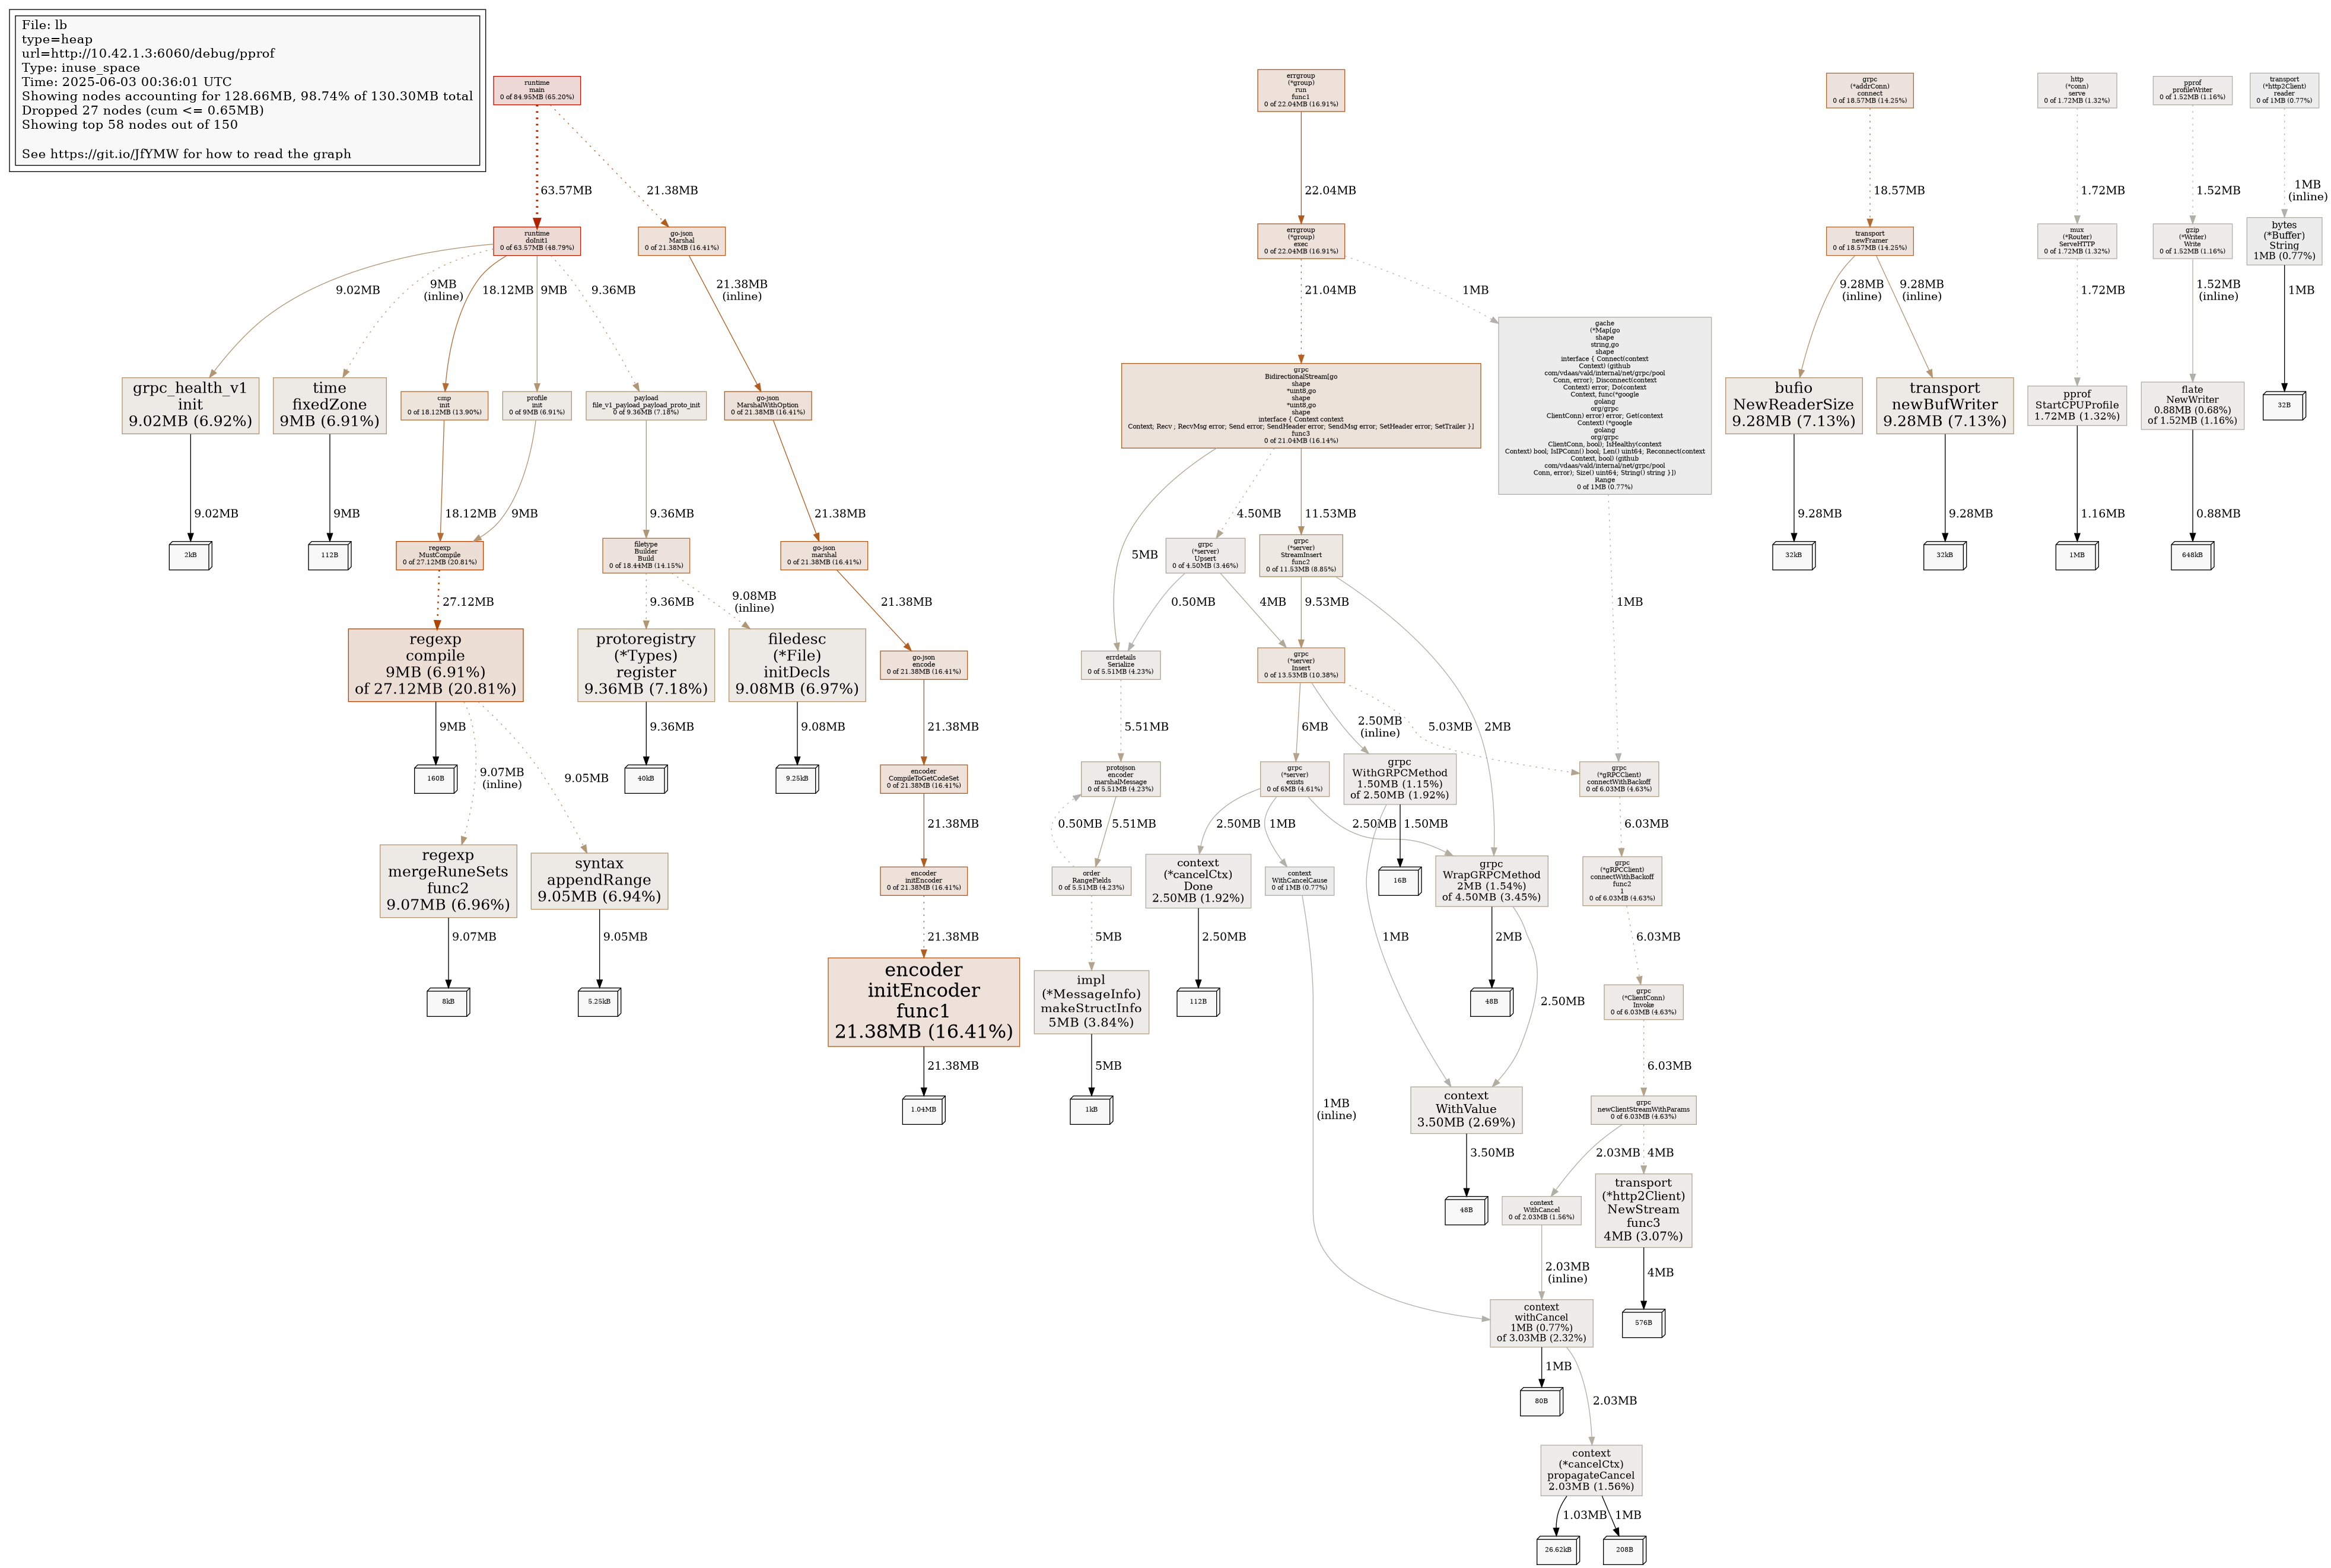 File: lb
type=heap
url=http://10.42.1.3:6060/debug/pprof
Type: inuse_space
Time: 2025-06-03 00:36:01 UTC
Showing nodes accounting for 128.66MB, 98.74% of 130.30MB total
Dropped 27 nodes (cum <= 0.65MB)
Showing top 58 nodes out of 150
See https://git.io/JfYMW for how to read the graph
runtime
main
0 of 84.95MB (65.20%)
63.57MB
21.38MB
runtime
doInit1
0 of 63.57MB (48.79%)
go-json
Marshal
0 of 21.38MB (16.41%)
9.02MB
9MB
(inline)
18.12MB
9MB
9.36MB
21.38MB
(inline)
grpc_health_v1
init
9.02MB (6.92%)
time
fixedZone
9MB (6.91%)
cmp
init
0 of 18.12MB (13.90%)
profile
init
0 of 9MB (6.91%)
payload
file_v1_payload_payload_proto_init
0 of 9.36MB (7.18%)
go-json
MarshalWithOption
0 of 21.38MB (16.41%)
9.02MB
9MB
18.12MB
9MB
9.36MB
21.38MB
2kB
112B
regexp
MustCompile
0 of 27.12MB (20.81%)
filetype
Builder
Build
0 of 18.44MB (14.15%)
go-json
marshal
0 of 21.38MB (16.41%)
27.12MB
9.36MB
9.08MB
(inline)
21.38MB
regexp
compile
9MB (6.91%)
of 27.12MB (20.81%)
protoregistry
(*Types)
register
9.36MB (7.18%)
filedesc
(*File)
initDecls
9.08MB (6.97%)
go-json
encode
0 of 21.38MB (16.41%)
9MB
9.07MB
(inline)
9.05MB
9.36MB
9.08MB
21.38MB
160B
40kB
9.25kB
encoder
CompileToGetCodeSet
0 of 21.38MB (16.41%)
21.38MB
regexp
mergeRuneSets
func2
9.07MB (6.96%)
syntax
appendRange
9.05MB (6.94%)
encoder
initEncoder
0 of 21.38MB (16.41%)
9.07MB
9.05MB
21.38MB
8kB
5.25kB
encoder
initEncoder
func1
21.38MB (16.41%)
21.38MB
1.04MB
errgroup
(*group)
run
func1
0 of 22.04MB (16.91%)
22.04MB
errgroup
(*group)
exec
0 of 22.04MB (16.91%)
21.04MB
1MB
grpc
BidirectionalStream[go
shape
*uint8,go
shape
*uint8,go
shape
interface { Context context
Context; Recv ; RecvMsg error; Send error; SendHeader error; SendMsg error; SetHeader error; SetTrailer }]
func3
0 of 21.04MB (16.14%)
gache
(*Map[go
shape
string,go
shape
interface { Connect(context
Context) (github
com/vdaas/vald/internal/net/grpc/pool
Conn, error); Disconnect(context
Context) error; Do(context
Context, func(*google
golang
org/grpc
ClientConn) error) error; Get(context
Context) (*google
golang
org/grpc
ClientConn, bool); IsHealthy(context
Context) bool; IsIPConn() bool; Len() uint64; Reconnect(context
Context, bool) (github
com/vdaas/vald/internal/net/grpc/pool
Conn, error); Size() uint64; String() string }])
Range
0 of 1MB (0.77%)
5MB
4.50MB
11.53MB
1MB
grpc
(*server)
Upsert
0 of 4.50MB (3.46%)
grpc
(*server)
StreamInsert
func2
0 of 11.53MB (8.85%)
0.50MB
4MB
9.53MB
2MB
errdetails
Serialize
0 of 5.51MB (4.23%)
grpc
(*server)
Insert
0 of 13.53MB (10.38%)
5.51MB
6MB
2.50MB
(inline)
5.03MB
protojson
encoder
marshalMessage
0 of 5.51MB (4.23%)
grpc
(*server)
exists
0 of 6MB (4.61%)
grpc
WithGRPCMethod
1.50MB (1.15%)
of 2.50MB (1.92%)
grpc
(*gRPCClient)
connectWithBackoff
0 of 6.03MB (4.63%)
0.50MB
5.51MB
2.50MB
1MB
2.50MB
1.50MB
6.03MB
order
RangeFields
0 of 5.51MB (4.23%)
context
(*cancelCtx)
Done
2.50MB (1.92%)
context
WithCancelCause
0 of 1MB (0.77%)
16B
grpc
WrapGRPCMethod
2MB (1.54%)
of 4.50MB (3.45%)
grpc
(*gRPCClient)
connectWithBackoff
func2
1
0 of 6.03MB (4.63%)
5MB
2.50MB
1MB
2MB
6.03MB
impl
(*MessageInfo)
makeStructInfo
5MB (3.84%)
112B
48B
2.50MB
grpc
(*ClientConn)
Invoke
0 of 6.03MB (4.63%)
5MB
6.03MB
1kB
1MB
(inline)
context
WithValue
3.50MB (2.69%)
grpc
newClientStreamWithParams
0 of 6.03MB (4.63%)
3.50MB
2.03MB
4MB
48B
context
WithCancel
0 of 2.03MB (1.56%)
transport
(*http2Client)
NewStream
func3
4MB (3.07%)
2.03MB
(inline)
4MB
context
withCancel
1MB (0.77%)
of 3.03MB (2.32%)
576B
1MB
2.03MB
80B
context
(*cancelCtx)
propagateCancel
2.03MB (1.56%)
1.03MB
1MB
26.62kB
208B
grpc
(*addrConn)
connect
0 of 18.57MB (14.25%)
18.57MB
transport
newFramer
0 of 18.57MB (14.25%)
9.28MB
(inline)
9.28MB
(inline)
bufio
NewReaderSize
9.28MB (7.13%)
transport
newBufWriter
9.28MB (7.13%)
9.28MB
9.28MB
32kB
32kB
http
(*conn)
serve
0 of 1.72MB (1.32%)
1.72MB
mux
(*Router)
ServeHTTP
0 of 1.72MB (1.32%)
1.72MB
pprof
StartCPUProfile
1.72MB (1.32%)
1.16MB
1MB
pprof
profileWriter
0 of 1.52MB (1.16%)
1.52MB
gzip
(*Writer)
Write
0 of 1.52MB (1.16%)
1.52MB
(inline)
flate
NewWriter
0.88MB (0.68%)
of 1.52MB (1.16%)
0.88MB
648kB
transport
(*http2Client)
reader
0 of 1MB (0.77%)
1MB
(inline)
bytes
(*Buffer)
String
1MB (0.77%)
1MB
32B